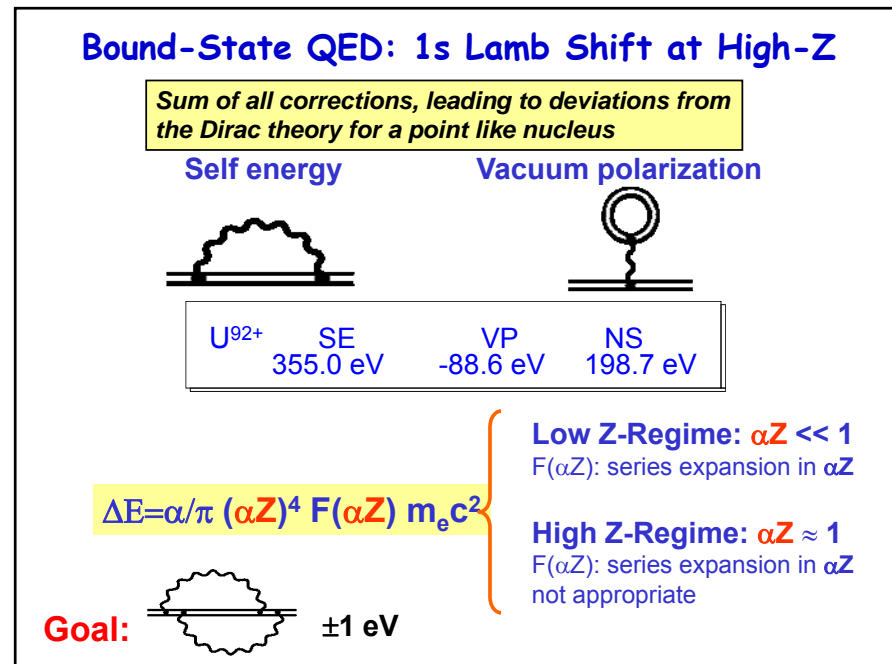 Bound-State QED: 1s Lamb Shift at High-Z
Sum of all corrections, leading to deviations from
the Dirac theory for a point like nucleus
Self energy Vacuum polarization
U92+ SE VP NS
355.0 eV -88.6 eV 198.7 eV
Low Z-Regime: αZ << 1
F(αZ): series expansion in αZ
ΔE=α/π (αZ)⁴ F(αZ) mₑc²
High Z-Regime: αZ ≈ 1
F(αZ): series expansion in αZ
not appropriate
Goal: ±1 eV